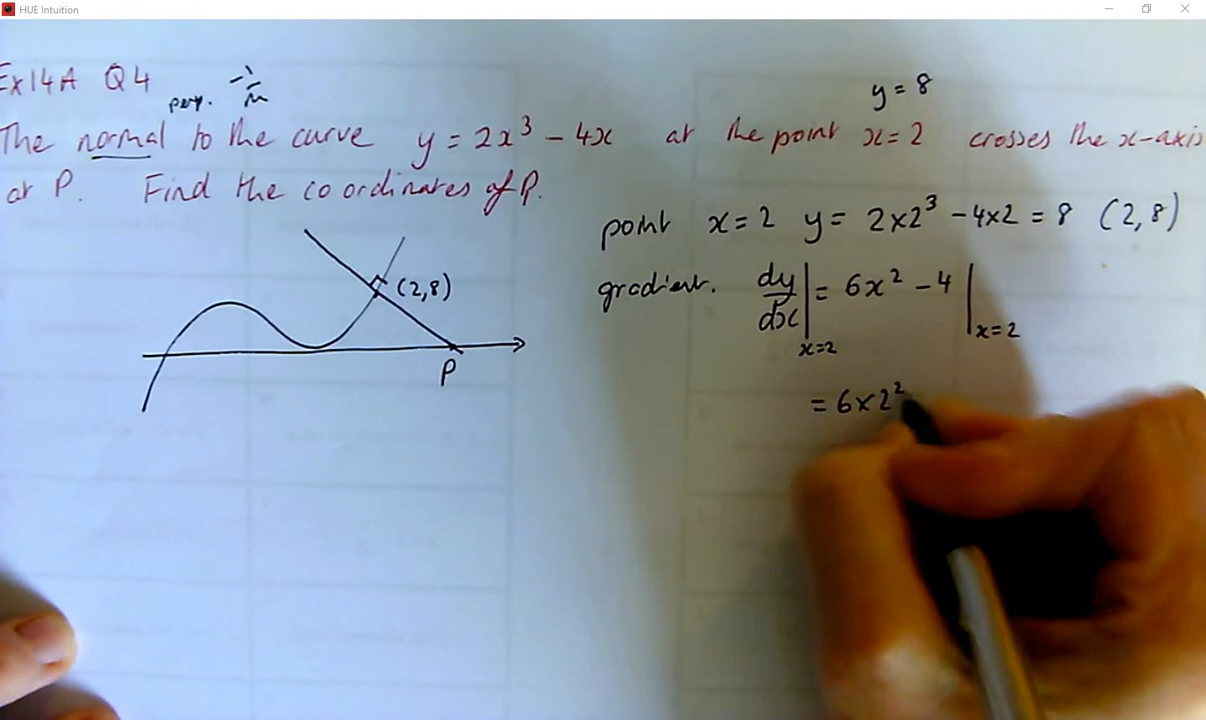 HUE Intuition
Ex14A Q4
perp. -1/m
y = 8
The normal to the curve y = 2x³ - 4x at the point x = 2 crosses the x-axis
at P. Find the coordinates of P.
point x = 2 y = 2×2³ - 4×2 = 8 (2,8)
gradient. dy/dx |x=2 = 6x² - 4 |x=2
= 6×2²
(2,8)
P